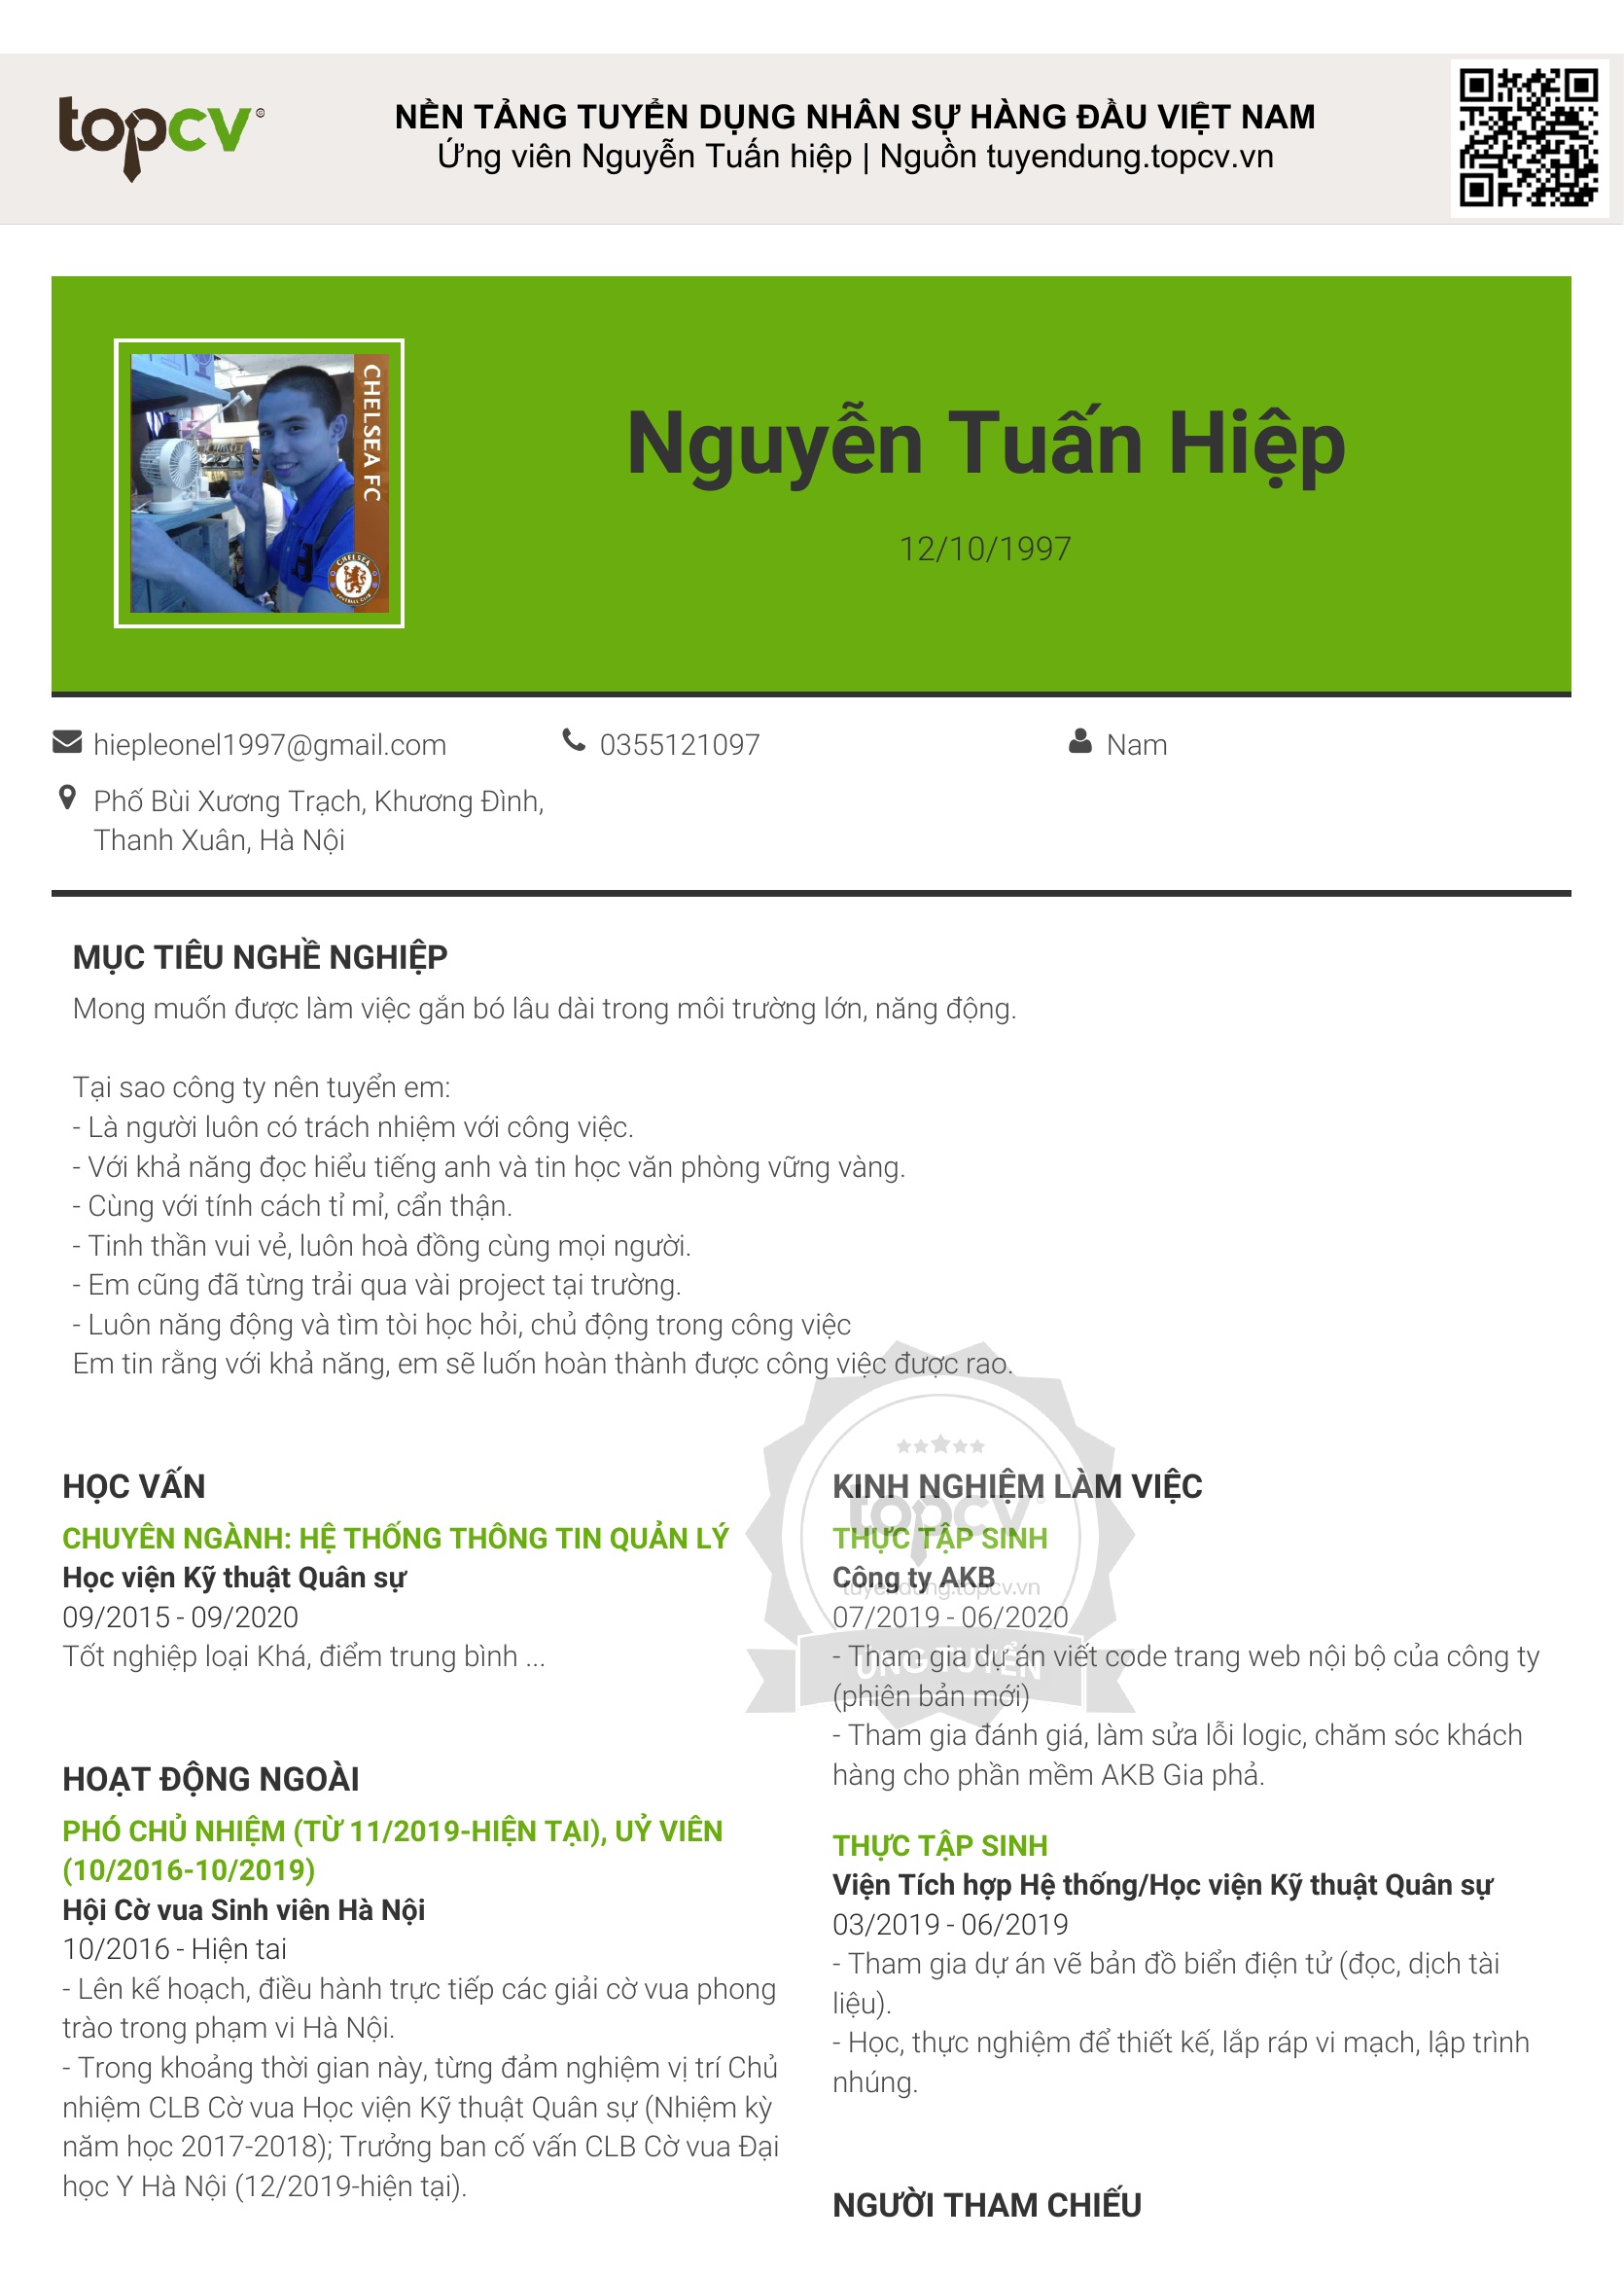 topcv
NỀN TẢNG TUYỂN DỤNG NHÂN SỰ HÀNG ĐẦU VIỆT NAM
Ứng viên Nguyễn Tuấn hiệp | Nguồn tuyendung.topcv.vn
CHELSEA FC
CHELSEA
FOOTBALL CLUB
Nguyễn Tuấn Hiệp
12/10/1997
hiepleonel1997@gmail.com
0355121097
Nam
Phố Bùi Xương Trạch, Khương Đình,
Thanh Xuân, Hà Nội
MỤC TIÊU NGHỀ NGHIỆP
Mong muốn được làm việc gắn bó lâu dài trong môi trường lớn, năng động.
Tại sao công ty nên tuyển em:
- Là người luôn có trách nhiệm với công việc.
- Với khả năng đọc hiểu tiếng anh và tin học văn phòng vững vàng.
- Cùng với tính cách tỉ mỉ, cẩn thận.
- Tinh thần vui vẻ, luôn hoà đồng cùng mọi người.
- Em cũng đã từng trải qua vài project tại trường.
- Luôn năng động và tìm tòi học hỏi, chủ động trong công việc
Em tin rằng với khả năng, em sẽ luốn hoàn thành được công việc được rao.
HỌC VẤN
CHUYÊN NGÀNH: HỆ THỐNG THÔNG TIN QUẢN LÝ
Học viện Kỹ thuật Quân sự
09/2015 - 09/2020
Tốt nghiệp loại Khá, điểm trung bình ...
HOẠT ĐỘNG NGOÀI
PHÓ CHỦ NHIỆM (TỪ 11/2019-HIỆN TẠI), UỶ VIÊN
(10/2016-10/2019)
Hội Cờ vua Sinh viên Hà Nội
10/2016 - Hiện tai
- Lên kế hoạch, điều hành trực tiếp các giải cờ vua phong
trào trong phạm vi Hà Nội.
- Trong khoảng thời gian này, từng đảm nghiệm vị trí Chủ
nhiệm CLB Cờ vua Học viện Kỹ thuật Quân sự (Nhiệm kỳ
năm học 2017-2018); Trưởng ban cố vấn CLB Cờ vua Đại
học Y Hà Nội (12/2019-hiện tại).
KINH NGHIỆM LÀM VIỆC
THỰC TẬP SINH
Công ty AKB
07/2019 - 06/2020
- Tham gia dự án viết code trang web nội bộ của công ty
(phiên bản mới)
- Tham gia đánh giá, làm sửa lỗi logic, chăm sóc khách
hàng cho phần mềm AKB Gia phả.
THỰC TẬP SINH
Viện Tích hợp Hệ thống/Học viện Kỹ thuật Quân sự
03/2019 - 06/2019
- Tham gia dự án vẽ bản đồ biển điện tử (đọc, dịch tài
liệu).
- Học, thực nghiệm để thiết kế, lắp ráp vi mạch, lập trình
nhúng.
NGƯỜI THAM CHIẾU
topcv
tuyendung.topcv.vn
ỨNG TUYỂN